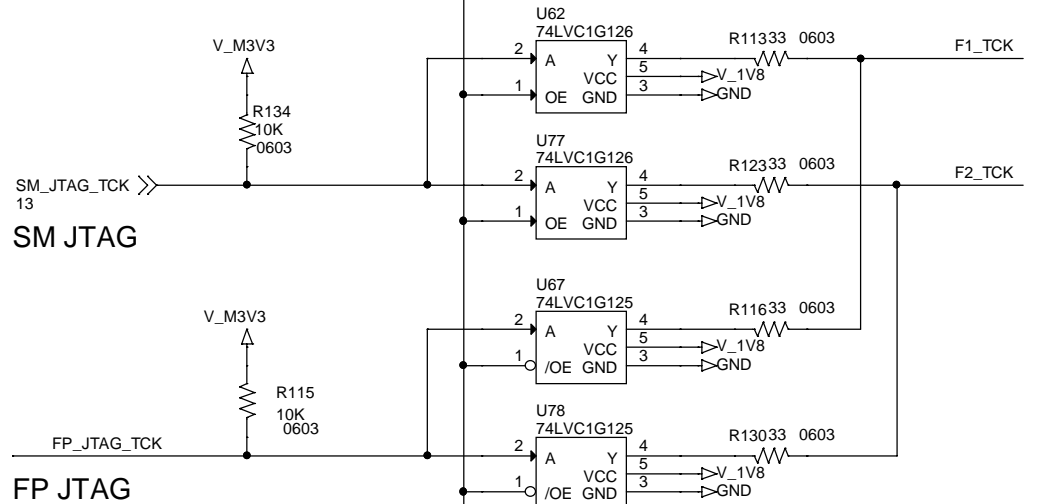 U62
74LVC1G126
2 A Y 4 R113 33 0603 F1_TCK
VCC 5 V_1V8
1 OE GND 3 GND
V_M3V3
R134
10K
0603
U77
74LVC1G126
SM_JTAG_TCK 2 A Y 4 R123 33 0603 F2_TCK
13
VCC 5 V_1V8
1 OE GND 3 GND
SM JTAG
U67
74LVC1G125
V_M3V3
2 A Y 4 R116 33 0603
VCC 5 V_1V8
1 /OE GND 3 GND
R115
10K
0603
U78
74LVC1G125
FP_JTAG_TCK 2 A Y 4 R130 33 0603
VCC 5 V_1V8
1 /OE GND 3 GND
FP JTAG